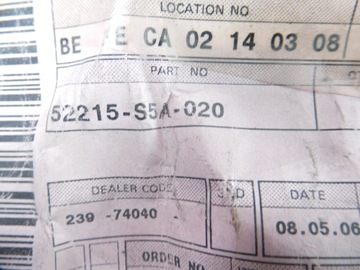 LOCATION NO
BE E CA 02 14 03 08
PART NO
52215-S5A-020
DEALER CODE DATE
239 -74040 - 08.05.06
ORDER NO